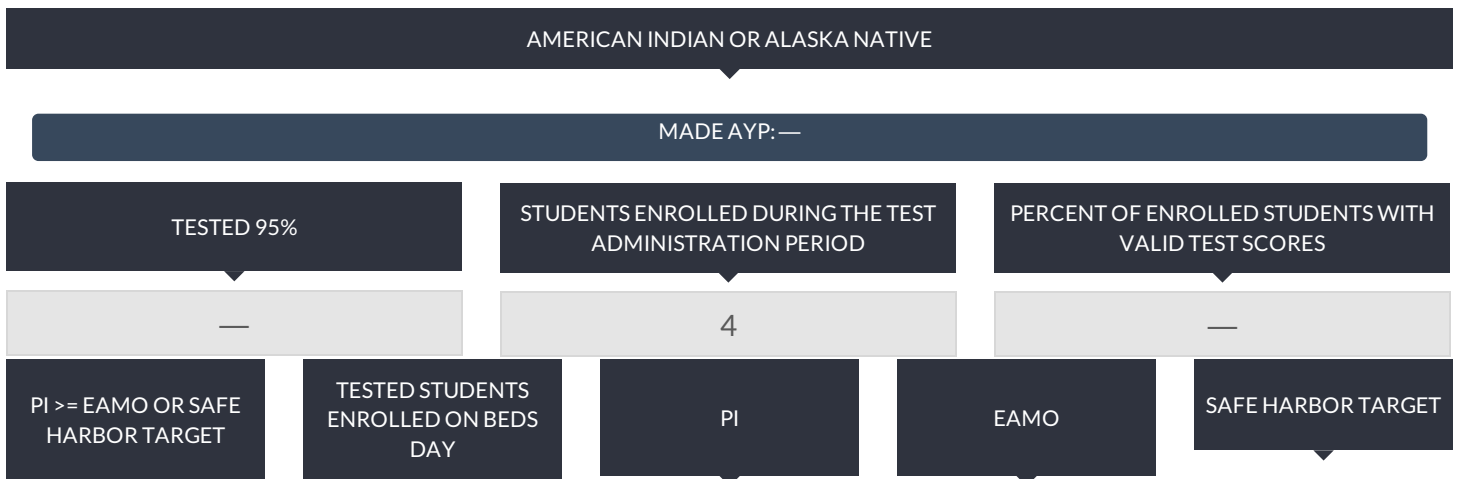 AMERICAN INDIAN OR ALASKA NATIVE
MADE AYP: —
TESTED 95%
STUDENTS ENROLLED DURING THE TEST
ADMINISTRATION PERIOD
PERCENT OF ENROLLED STUDENTS WITH
VALID TEST SCORES
—
4
—
PI >= EAMO OR SAFE
HARBOR TARGET
TESTED STUDENTS
ENROLLED ON BEDS
DAY
PI
EAMO
SAFE HARBOR TARGET